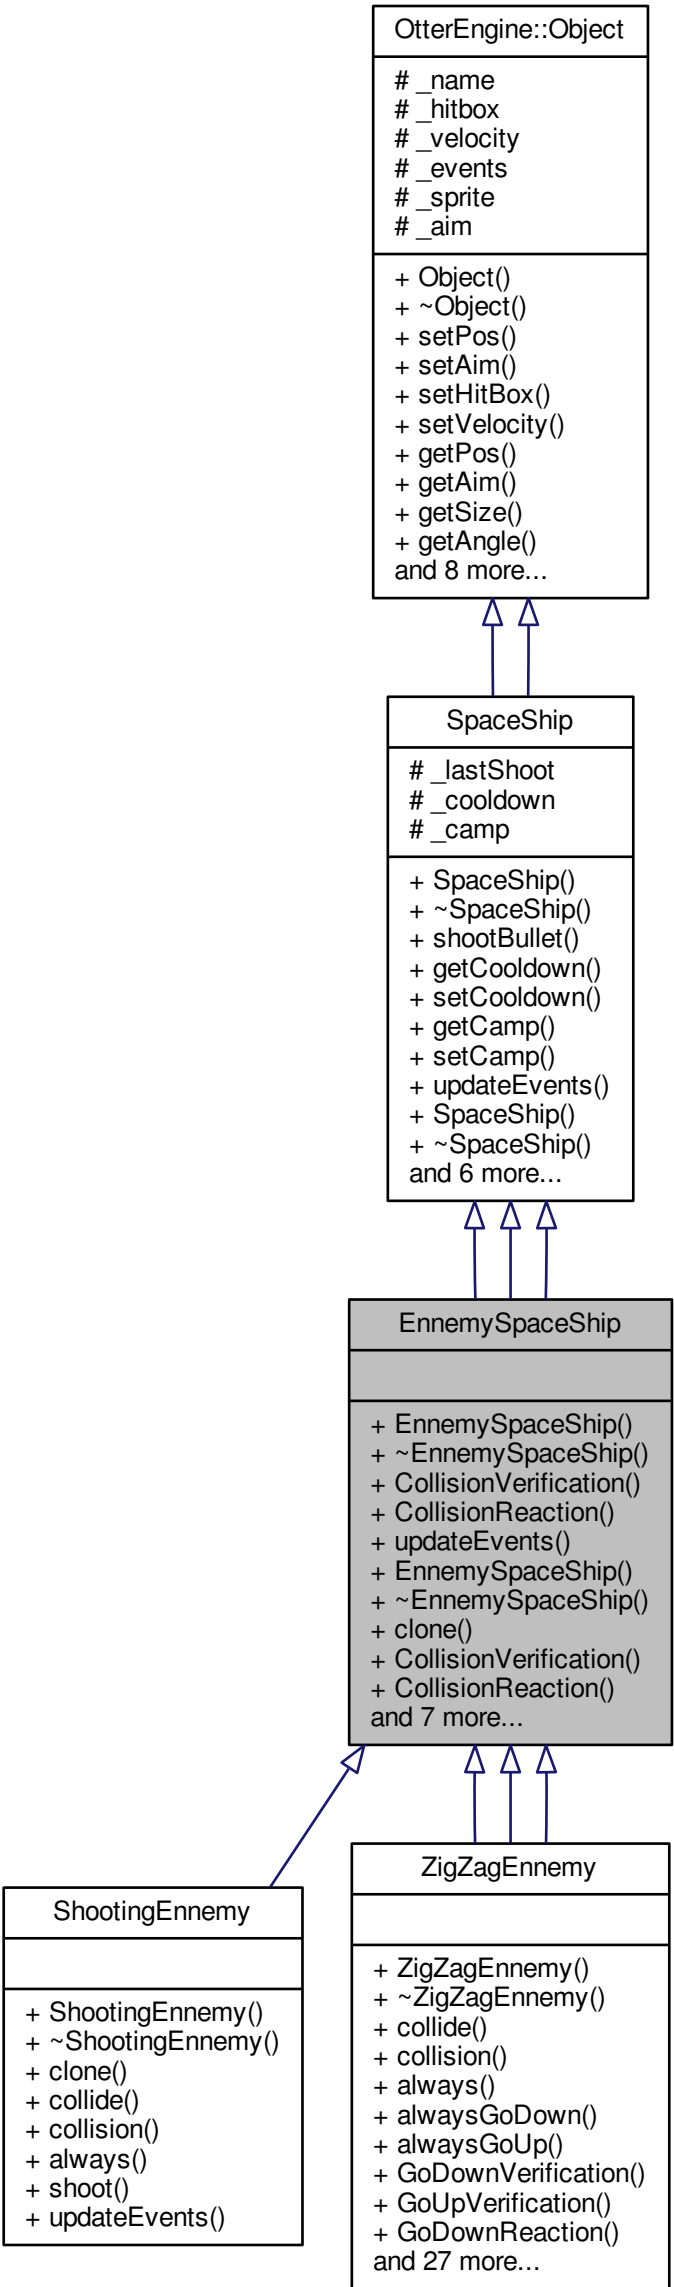 OtterEngine::Object
# _name
# _hitbox
# _velocity
# _events
# _sprite
# _aim
+ Object()
+ ~Object()
+ setPos()
+ setAim()
+ setHitBox()
+ setVelocity()
+ getPos()
+ getAim()
+ getSize()
+ getAngle()
and 8 more...
SpaceShip
# _lastShoot
# _cooldown
# _camp
+ SpaceShip()
+ ~SpaceShip()
+ shootBullet()
+ getCooldown()
+ setCooldown()
+ getCamp()
+ setCamp()
+ updateEvents()
+ SpaceShip()
+ ~SpaceShip()
and 6 more...
EnnemySpaceShip
+ EnnemySpaceShip()
+ ~EnnemySpaceShip()
+ CollisionVerification()
+ CollisionReaction()
+ updateEvents()
+ EnnemySpaceShip()
+ ~EnnemySpaceShip()
+ clone()
+ CollisionVerification()
+ CollisionReaction()
and 7 more...
ShootingEnnemy
+ ShootingEnnemy()
+ ~ShootingEnnemy()
+ clone()
+ collide()
+ collision()
+ always()
+ shoot()
+ updateEvents()
ZigZagEnnemy
+ ZigZagEnnemy()
+ ~ZigZagEnnemy()
+ collide()
+ collision()
+ always()
+ alwaysGoDown()
+ alwaysGoUp()
+ GoDownVerification()
+ GoUpVerification()
+ GoDownReaction()
and 27 more...